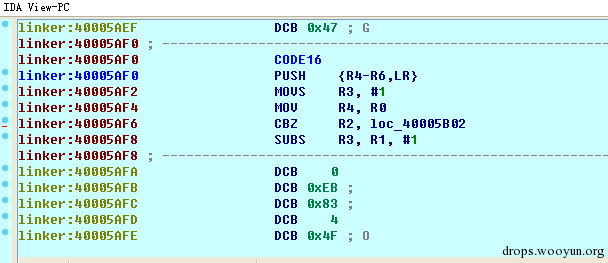 IDA View-PC
linker:40005AEF DCB 0x47 ; G
linker:40005AF0 ; ---------------------------------------------------------------
linker:40005AF0 CODE16
linker:40005AF0 PUSH {R4-R6,LR}
linker:40005AF2 MOVS R3, #1
linker:40005AF4 MOV R4, R0
linker:40005AF6 CBZ R2, loc_40005B02
linker:40005AF8 SUBS R3, R1, #1
linker:40005AF8 ; ---------------------------------------------------------------
linker:40005AFA DCB 0
linker:40005AFB DCB 0xEB ;
linker:40005AFC DCB 0x83 ;
linker:40005AFD DCB 4
linker:40005AFE DCB 0x4F ; O
drops.wooyun.org